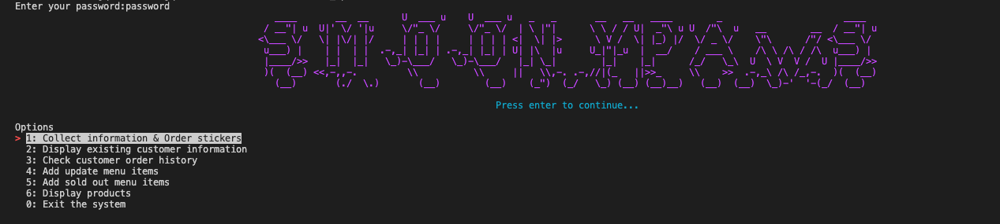 Enter your password:password
SMOONYPAWS
Press enter to continue...
Options
> 1: Collect information & Order stickers
2: Display existing customer information
3: Check customer order history
4: Add update menu items
5: Add sold out menu items
6: Display products
0: Exit the system